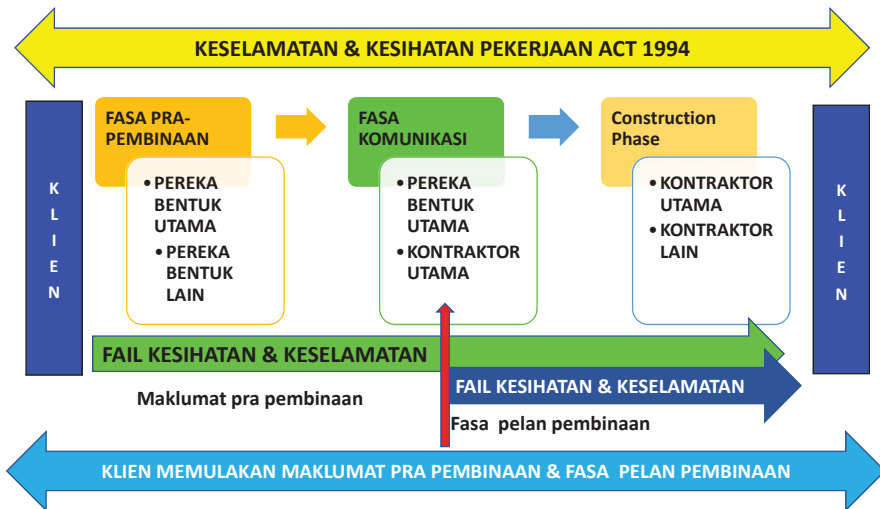 KESELAMATAN & KESIHATAN PEKERJAAN ACT 1994
KLIEN
FASA PRA-
PEMBINAAN
•PEREKA
BENTUK
UTAMA
•PEREKA
BENTUK
LAIN
FASA
KOMUNIKASI
•PEREKA
BENTUK
UTAMA
•KONTRAKTOR
UTAMA
Construction
Phase
•KONTRAKTOR
UTAMA
•KONTRAKTOR
LAIN
KLIEN
FAIL KESIHATAN & KESELAMATAN
FAIL KESIHATAN & KESELAMATAN
Maklumat pra pembinaan
Fasa pelan pembinaan
KLIEN MEMULAKAN MAKLUMAT PRA PEMBINAAN & FASA PELAN PEMBINAAN